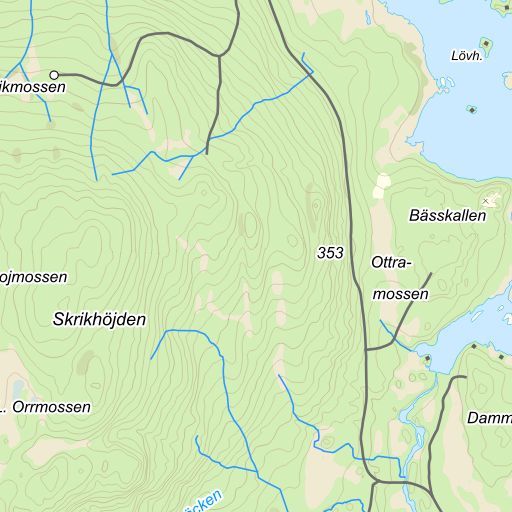 Lövh.
ikmossen
Bässkallen
353
Ottra-
mossen
ojmossen
Skrikhöjden
L. Orrmossen
Damm
äcken